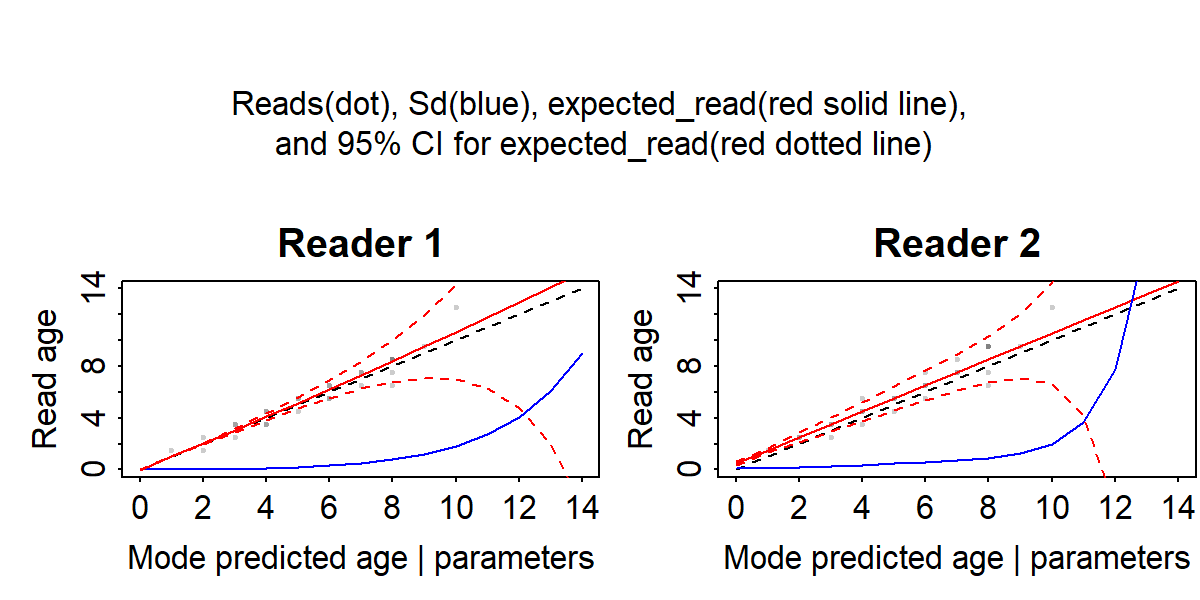 Reads(dot), Sd(blue), expected_read(red solid line),
and 95% CI for expected_read(red dotted line)
Reader 1
Read age
14
8
4
0
0 2 4 6 8 10 12 14
Mode predicted age | parameters
Reader 2
Read age
14
8
4
0
0 2 4 6 8 10 12 14
Mode predicted age | parameters